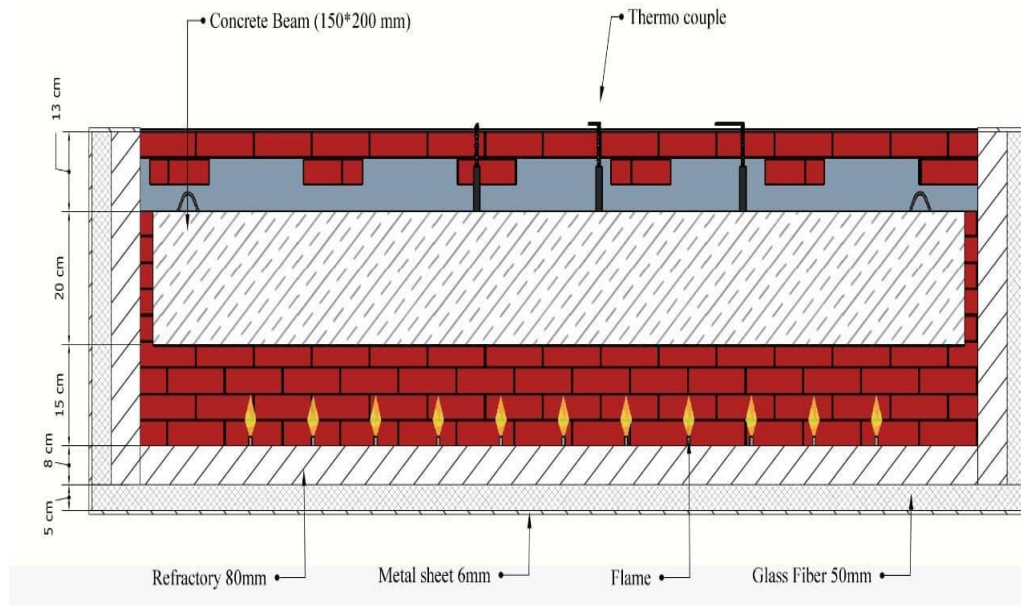 Concrete Beam (150*200 mm)
Thermo couple
13 cm
20 cm
15 cm
8 cm
5 cm
Refractory 80mm
Metal sheet 6mm
Flame
Glass Fiber 50mm